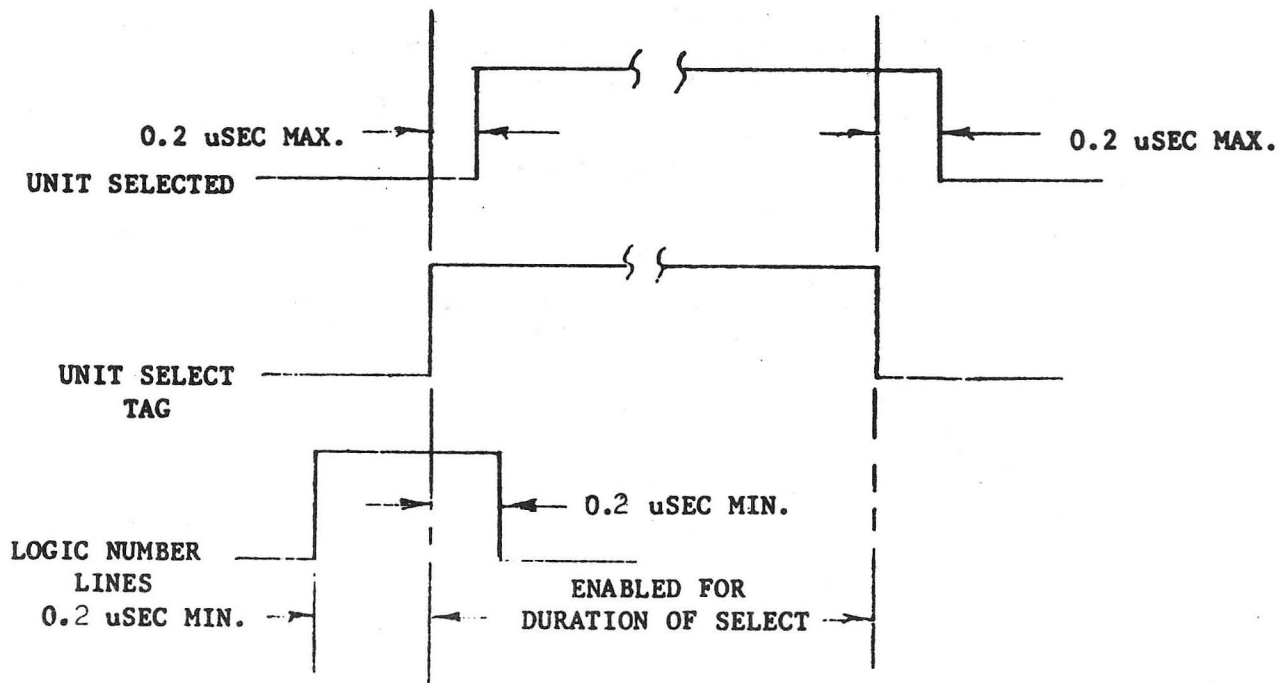 0.2 uSEC MAX.
0.2 uSEC MAX.
UNIT SELECTED
UNIT SELECT
TAG
0.2 uSEC MIN.
LOGIC NUMBER
LINES
0.2 uSEC MIN.
ENABLED FOR
DURATION OF SELECT